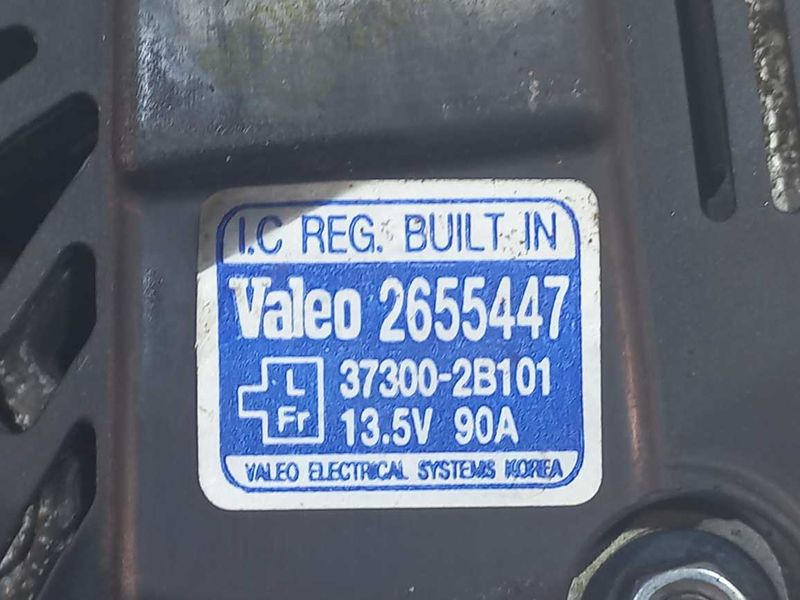 I.C REG. BUILT IN
Valeo 2655447
L 37300-2B101
Fr 13.5V 90A
VALEO ELECTRICAL SYSTEMS KOREA